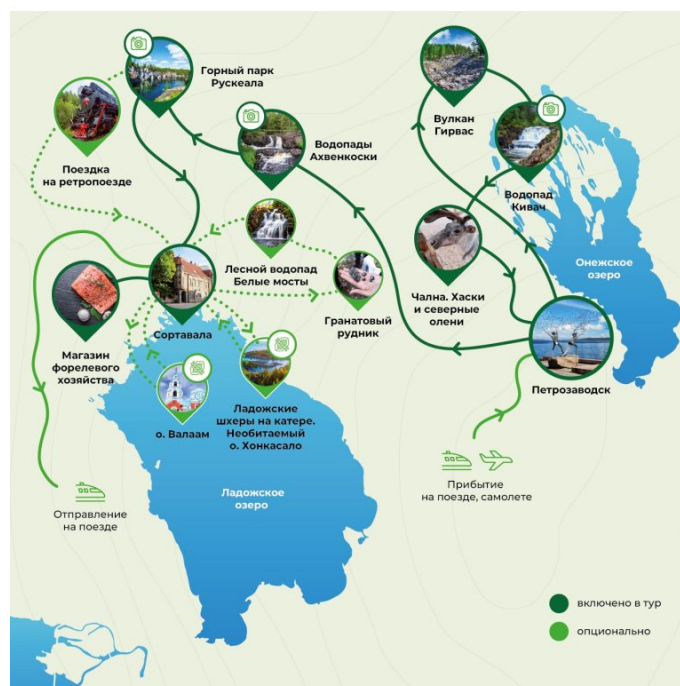 Горный парк
Рускеала
Поездка
на ретропоезде
Водопады
Ахвенкоски
Вулкан
Гирвас
Водопад
Кивач
Онежское
озеро
Лесной водопад
Белые мосты
Гранатовый
рудник
Чална. Хаски
и северные
олени
Сортавала
Магазин
форелевого
хозяйства
Петрозаводск
о. Валаам
Ладожские
шхеры на катере.
Необитаемый
о. Хонкасало
Ладожское
озеро
Отправление
на поезде
Прибытие
на поезде, самолете
включено в тур
опционально